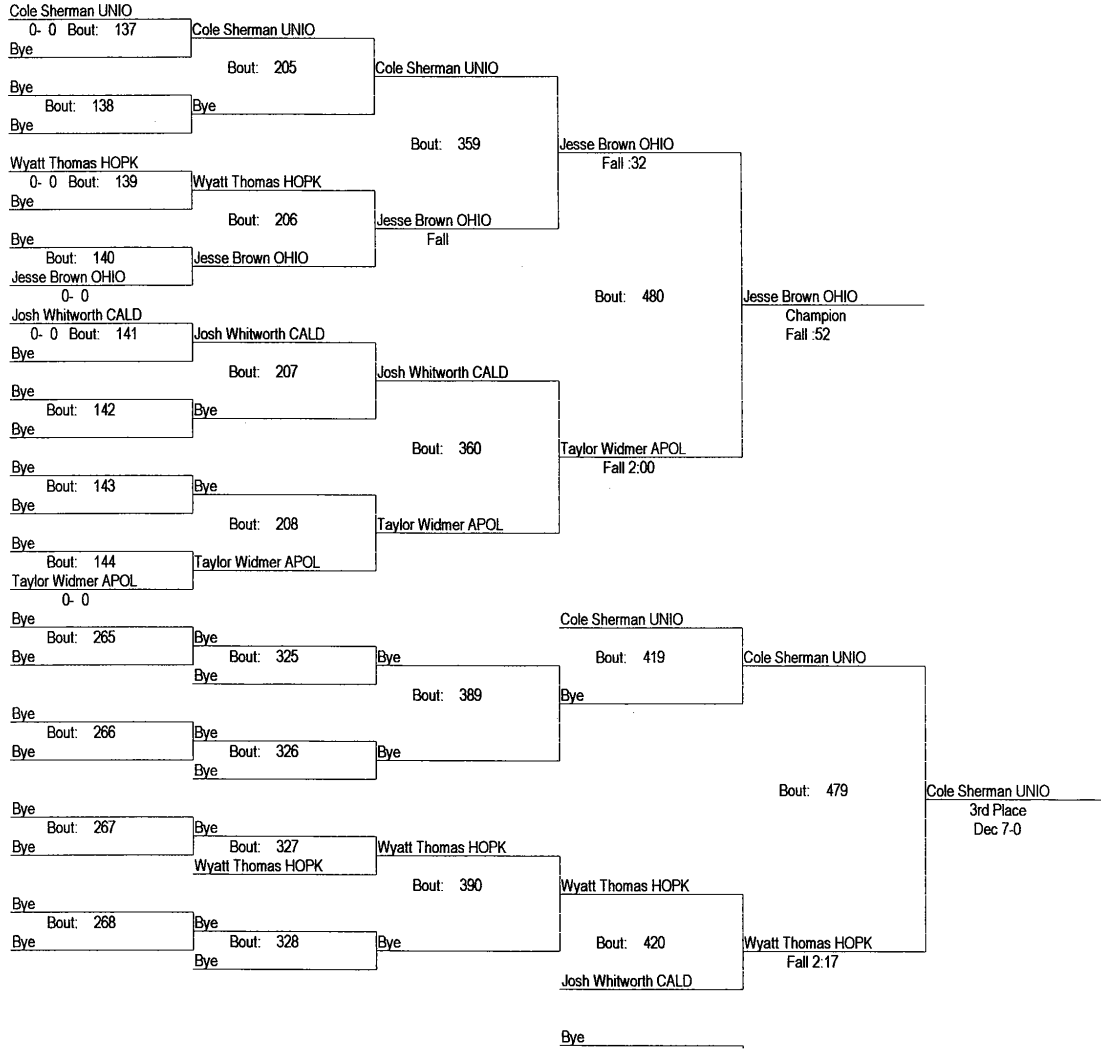 Cole Sherman UNIO
0- 0 Bout: 137
Cole Sherman UNIO
Bye
Bout: 205
Cole Sherman UNIO
Bye
Bout: 138
Bye
Bye
Bout: 359
Jesse Brown OHIO
Fall :32
Wyatt Thomas HOPK
0- 0 Bout: 139
Wyatt Thomas HOPK
Bye
Bout: 206
Jesse Brown OHIO
Fall
Bye
Bout: 140
Jesse Brown OHIO
Jesse Brown OHIO
0- 0
Bout: 480
Jesse Brown OHIO
Champion
Fall :52
Josh Whitworth CALD
0- 0 Bout: 141
Josh Whitworth CALD
Bye
Bout: 207
Josh Whitworth CALD
Bye
Bout: 142
Bye
Bye
Bout: 360
Taylor Widmer APOL
Fall 2:00
Bye
Bout: 143
Bye
Bye
Bout: 208
Taylor Widmer APOL
Bye
Bout: 144
Taylor Widmer APOL
Taylor Widmer APOL
0- 0
Bye
Bout: 265
Bye
Bye
Bout: 325
Bye
Bye
Cole Sherman UNIO
Bout: 419
Cole Sherman UNIO
Bout: 389
Bye
Bye
Bout: 266
Bye
Bye
Bout: 326
Bye
Bye
Bout: 479
Cole Sherman UNIO
3rd Place
Dec 7-0
Bye
Bout: 267
Bye
Bye
Bout: 327
Wyatt Thomas HOPK
Wyatt Thomas HOPK
Bout: 390
Wyatt Thomas HOPK
Bye
Bout: 268
Bye
Bye
Bout: 328
Bye
Bye
Bout: 420
Wyatt Thomas HOPK
Fall 2:17
Josh Whitworth CALD
Bye